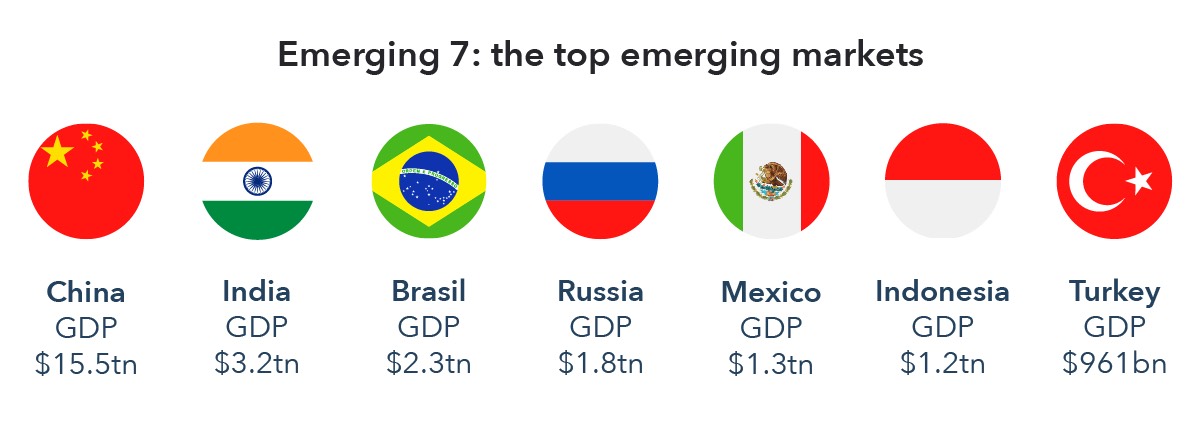 Emerging 7: the top emerging markets
China
GDP
$15.5tn
India
GDP
$3.2tn
Brasil
GDP
$2.3tn
Russia
GDP
$1.8tn
Mexico
GDP
$1.3tn
Indonesia
GDP
$1.2tn
Turkey
GDP
$961bn